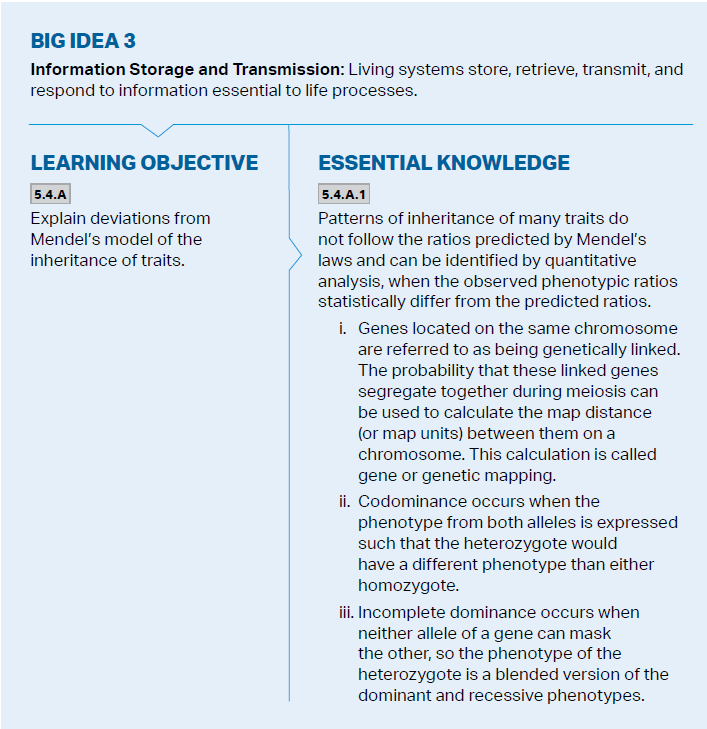 BIG IDEA 3
Information Storage and Transmission: Living systems store, retrieve, transmit, and
respond to information essential to life processes.
LEARNING OBJECTIVE
5.4.A
Explain deviations from
Mendel’s model of the
inheritance of traits.
ESSENTIAL KNOWLEDGE
5.4.A.1
Patterns of inheritance of many traits do
not follow the ratios predicted by Mendel’s
laws and can be identified by quantitative
analysis, when the observed phenotypic ratios
statistically differ from the predicted ratios.
i. Genes located on the same chromosome
are referred to as being genetically linked.
The probability that these linked genes
segregate together during meiosis can
be used to calculate the map distance
(or map units) between them on a
chromosome. This calculation is called
gene or genetic mapping.
ii. Codominance occurs when the
phenotype from both alleles is expressed
such that the heterozygote would
have a different phenotype than either
homozygote.
iii. Incomplete dominance occurs when
neither allele of a gene can mask
the other, so the phenotype of the
heterozygote is a blended version of the
dominant and recessive phenotypes.